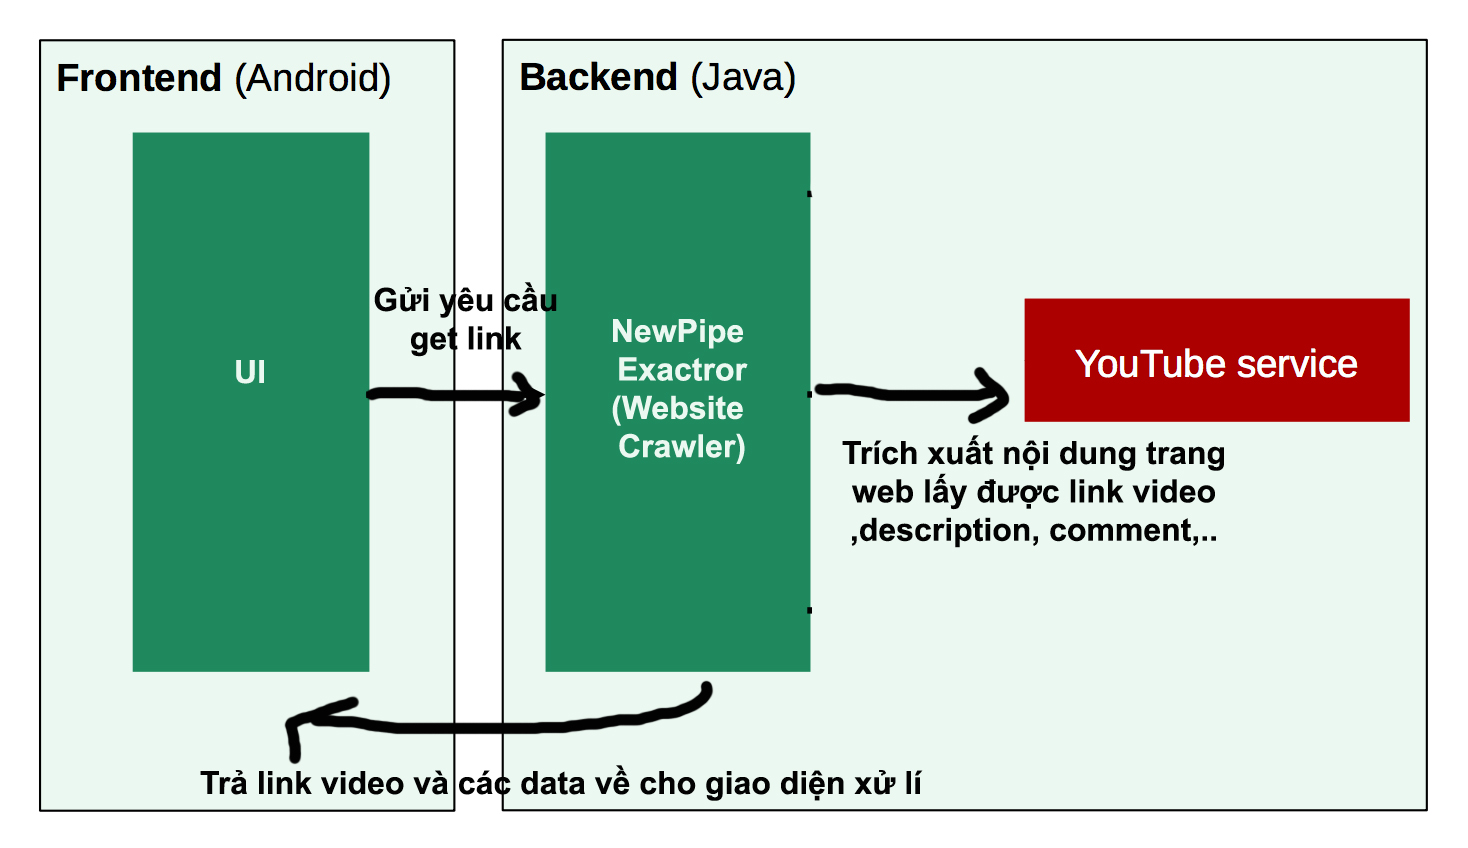 Frontend (Android)
Backend (Java)
UI
Gửi yêu cầu
get link
NewPipe
Exactror
(Website
Crawler)
YouTube service
Trích xuất nội dung trang
web lấy được link video
,description, comment,..
Trả link video và các data về cho giao diện xử lí